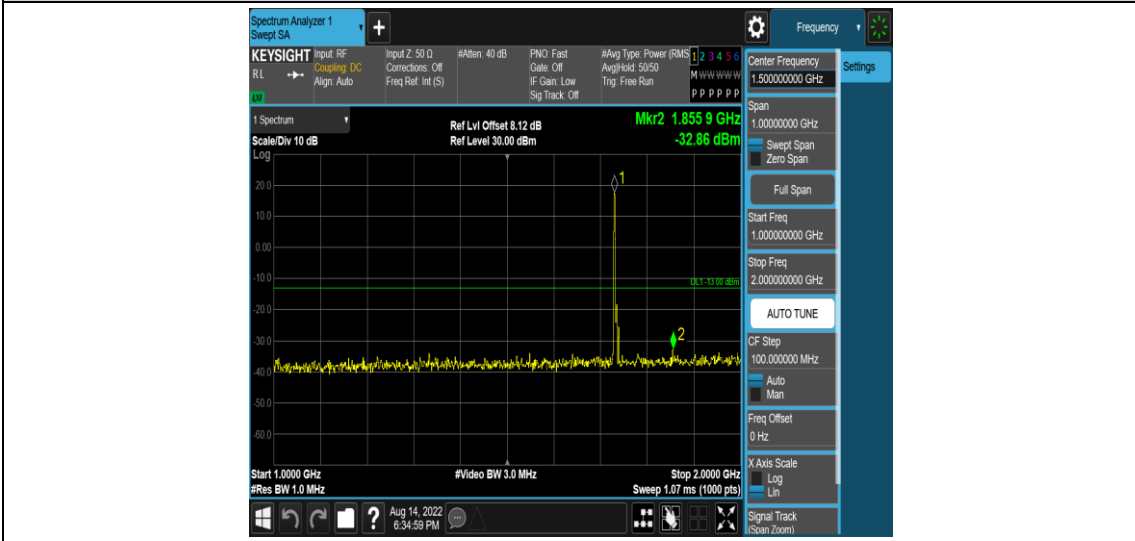 Spectrum Analyzer 1
Swept SA
+
Frequency
KEYSIGHT
RL
Input: RF
Coupling: DC
Align: Auto
Input Z: 50 Ω
Corrections: Off
Freq Ref: Int (S)
#Atten: 40 dB
PNO: Fast
Gate: Off
IF Gain: Low
Sig Track: Off
#Avg Type: Power (RMS
Avg|Hold: 50/50
Trig: Free Run
1 2 3 4 5 6
M W W W W W
P P P P P P
1 Spectrum
Scale/Div 10 dB
Log
Ref Lvl Offset 8.12 dB
Ref Level 30.00 dBm
Mkr2 1.855 9 GHz
-32.86 dBm
20.0
10.0
0.00
-10.0
-20.0
-30.0
-40.0
-50.0
-60.0
1
DL1 -13.00 dBm
2
Start 1.0000 GHz
#Res BW 1.0 MHz
#Video BW 3.0 MHz
Stop 2.0000 GHz
Sweep 1.07 ms (1000 pts)
Center Frequency
1.500000000 GHz
Settings
Span
1.00000000 GHz
Swept Span
Zero Span
Full Span
Start Freq
1.000000000 GHz
Stop Freq
2.000000000 GHz
AUTO TUNE
CF Step
100.000000 MHz
Auto
Man
Freq Offset
0 Hz
X Axis Scale
Log
Lin
Signal Track
(Span Zoom)
?
Aug 14, 2022
6:34:59 PM